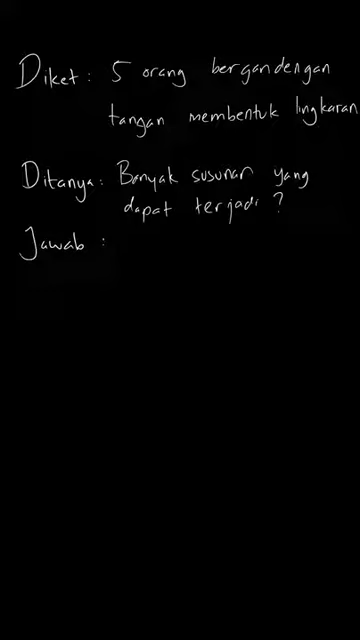 Diket : 5 orang bergandengan
tangan membentuk lingkaran
Ditanya : Banyak susunan yang
dapat terjadi ?
Jawab :